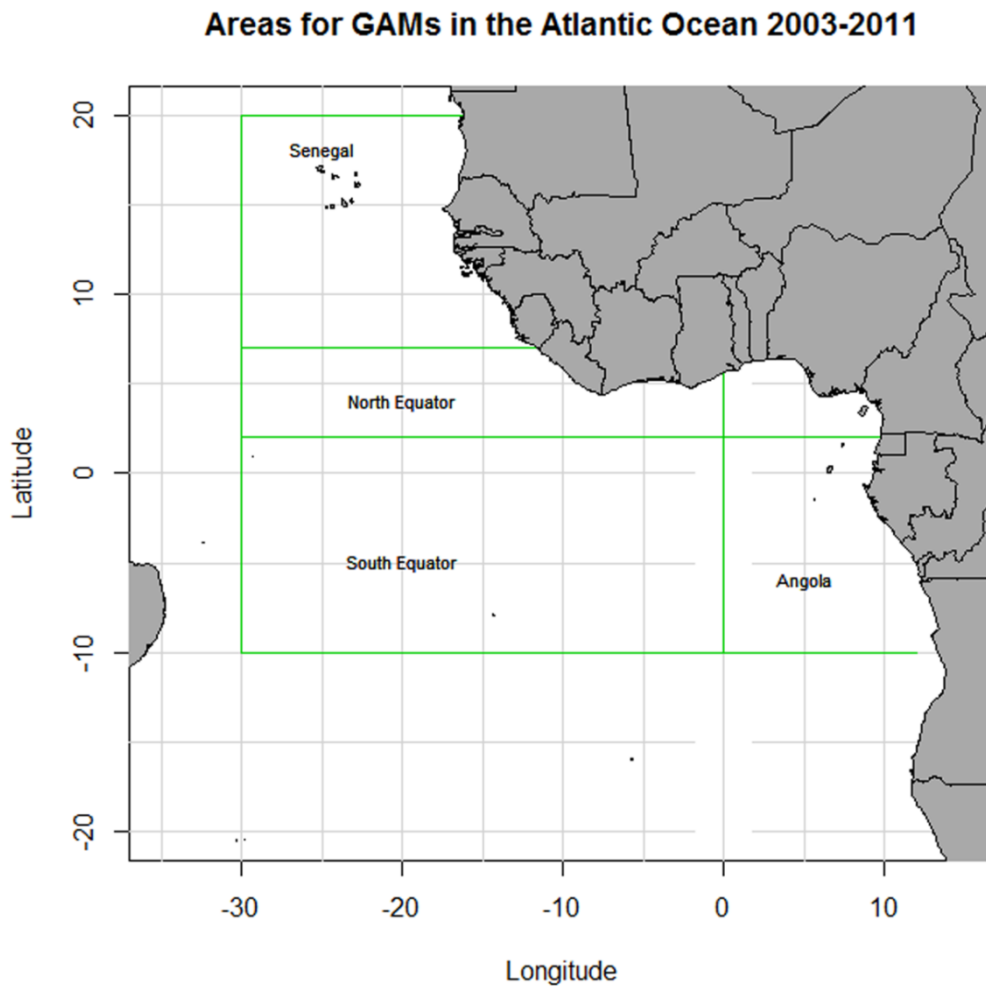 Areas for GAMs in the Atlantic Ocean 2003-2011
20
Senegal
10
North Equator
Latitude
0
South Equator
Angola
-10
-20
-30
-20
-10
0
10
Longitude